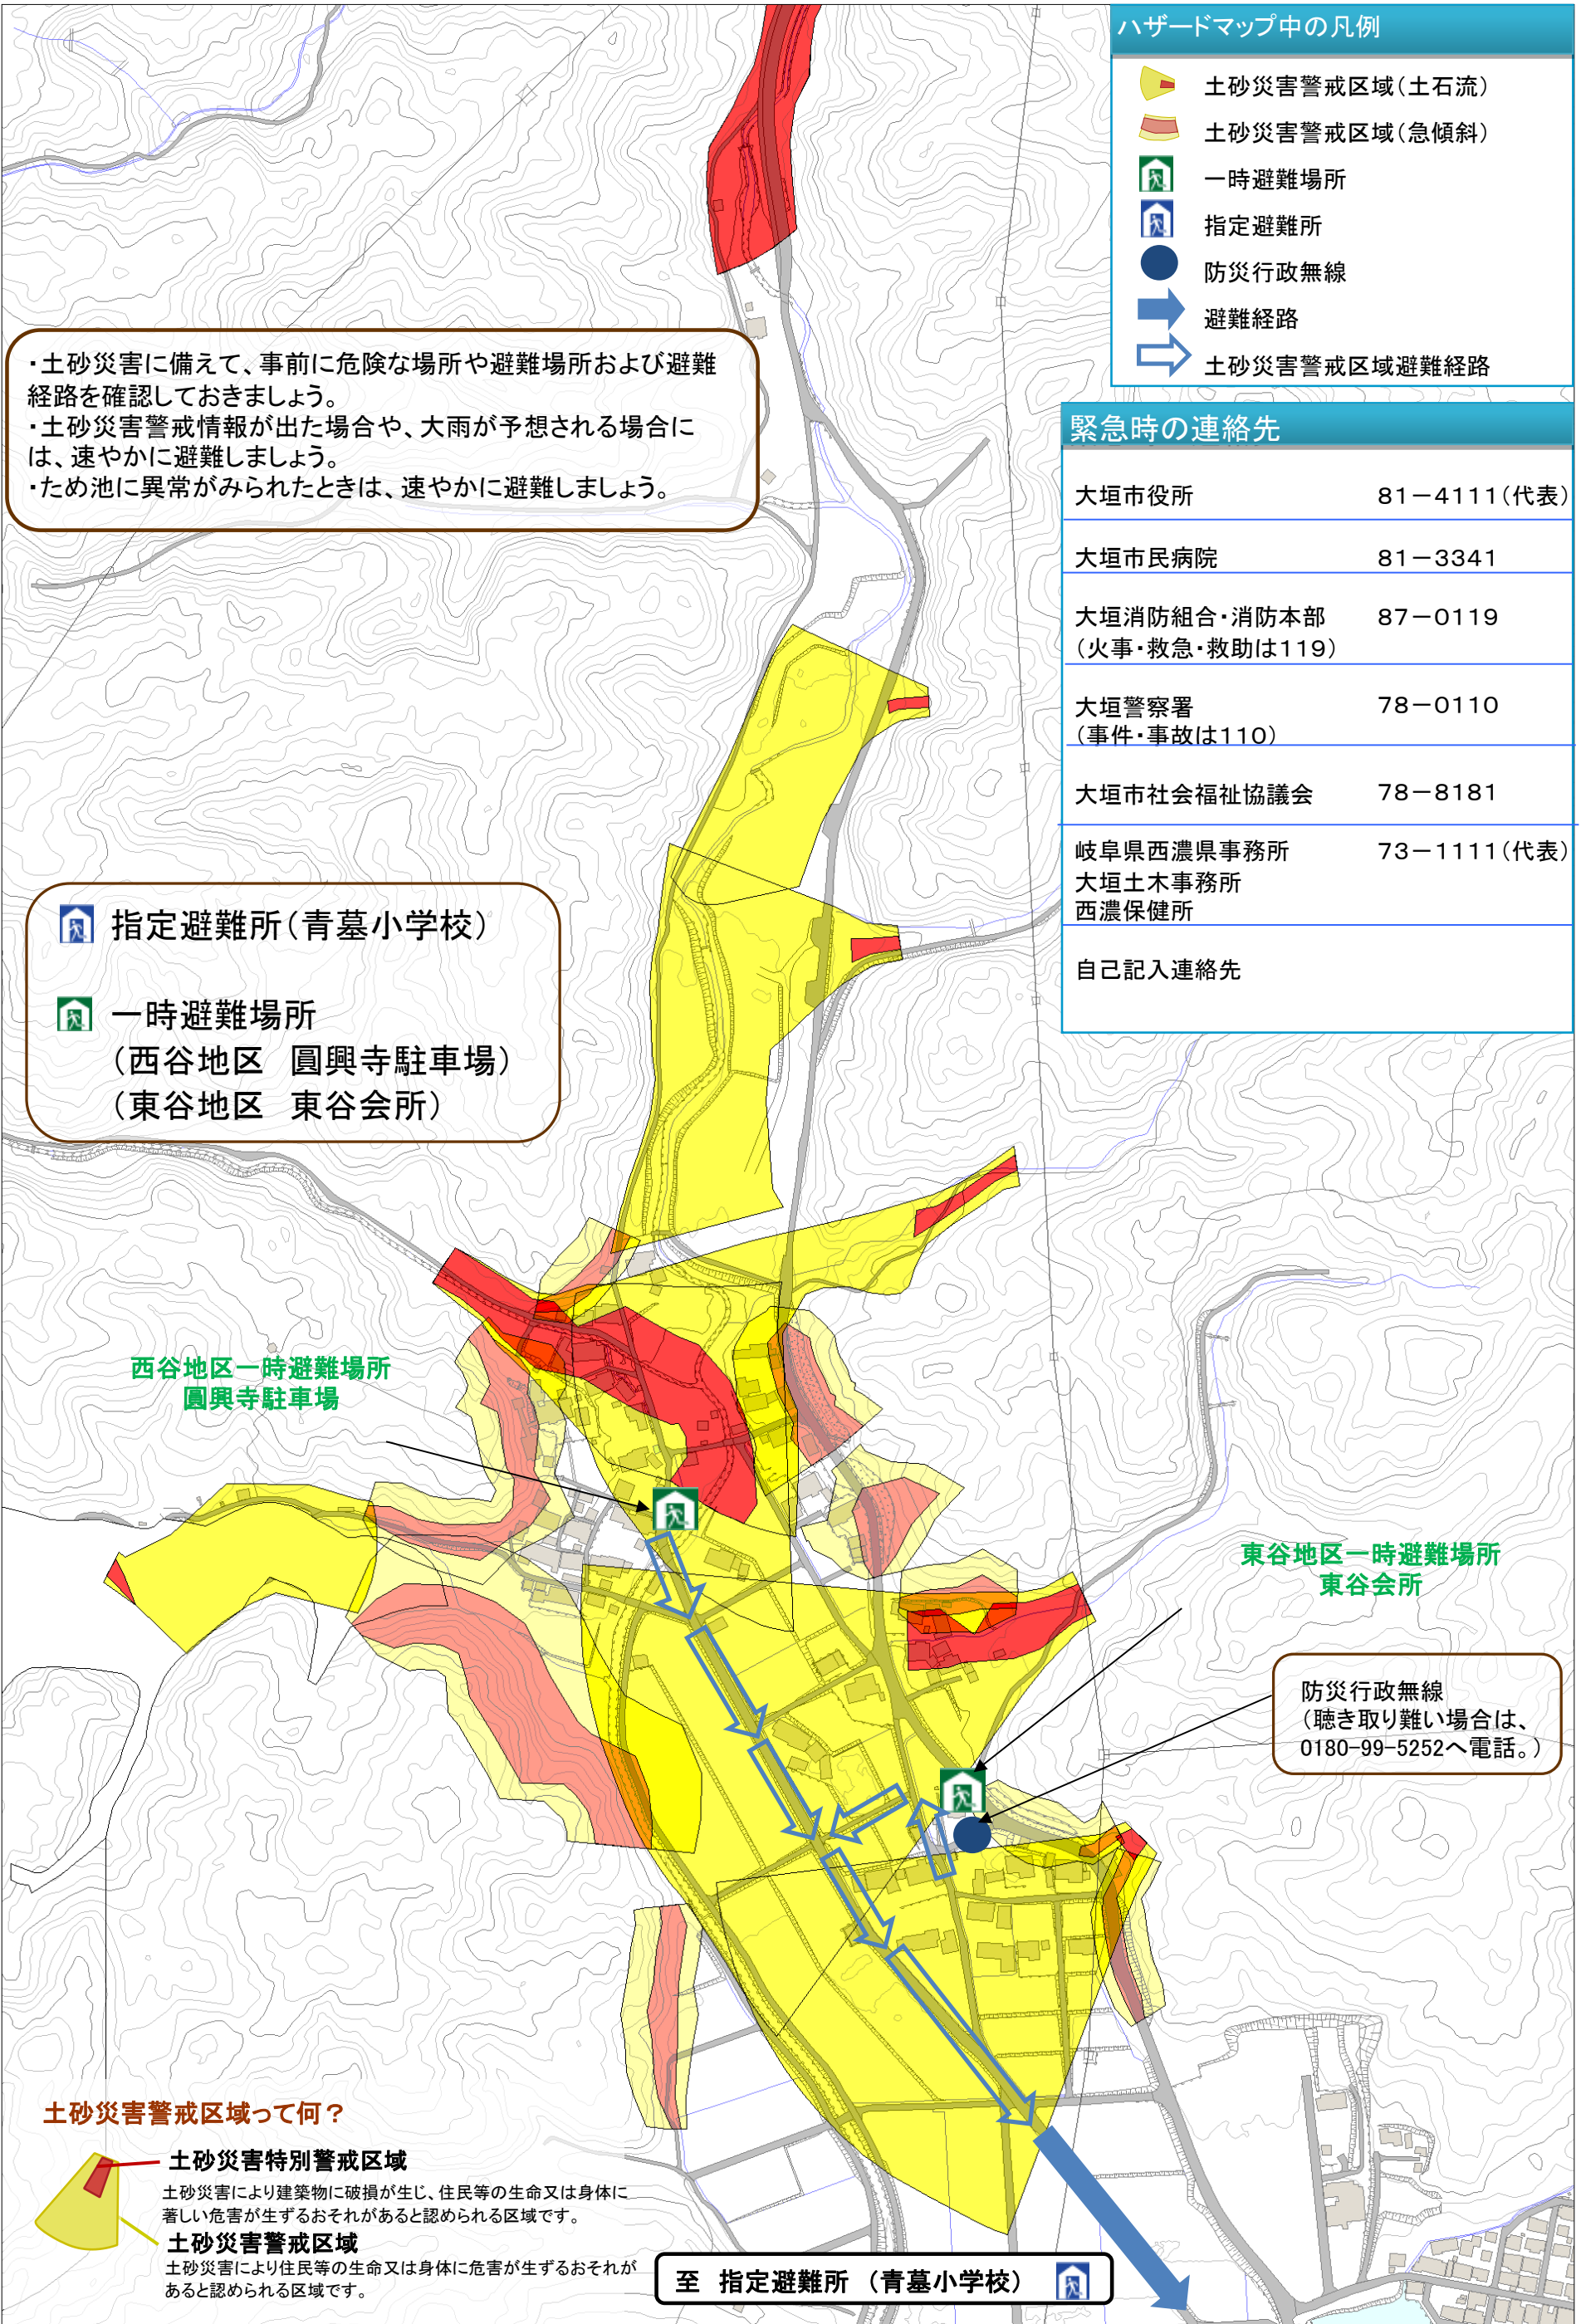 ハザードマップ中の凡例
土砂災害警戒区域(土石流)
土砂災害警戒区域(急傾斜)
一時避難場所
指定避難所
防災行政無線
避難経路
土砂災害警戒区域避難経路
・土砂災害に備えて、事前に危険な場所や避難場所および避難
経路を確認しておきましょう。
・土砂災害警戒情報が出た場合や、大雨が予想される場合に
は、速やかに避難しましょう。
・ため池に異常がみられたときは、速やかに避難しましょう。
緊急時の連絡先
大垣市役所 81-4111(代表)
大垣市民病院 81-3341
大垣消防組合・消防本部 87-0119
(火事・救急・救助は119)
大垣警察署 78-0110
(事件・事故は110)
大垣市社会福祉協議会 78-8181
岐阜県西濃県事務所 73-1111(代表)
大垣土木事務所
西濃保健所
自己記入連絡先
指定避難所(青墓小学校)
一時避難場所
(西谷地区 圓興寺駐車場)
(東谷地区 東谷会所)
西谷地区一時避難場所
圓興寺駐車場
東谷地区一時避難場所
東谷会所
防災行政無線
(聴き取り難い場合は、
0180-99-5252へ電話。)
土砂災害警戒区域って何?
土砂災害特別警戒区域
土砂災害により建築物に破損が生じ、住民等の生命又は身体に
著しい危害が生ずるおそれがあると認められる区域です。
土砂災害警戒区域
土砂災害により住民等の生命又は身体に危害が生ずるおそれが
あると認められる区域です。
至 指定避難所 (青墓小学校)